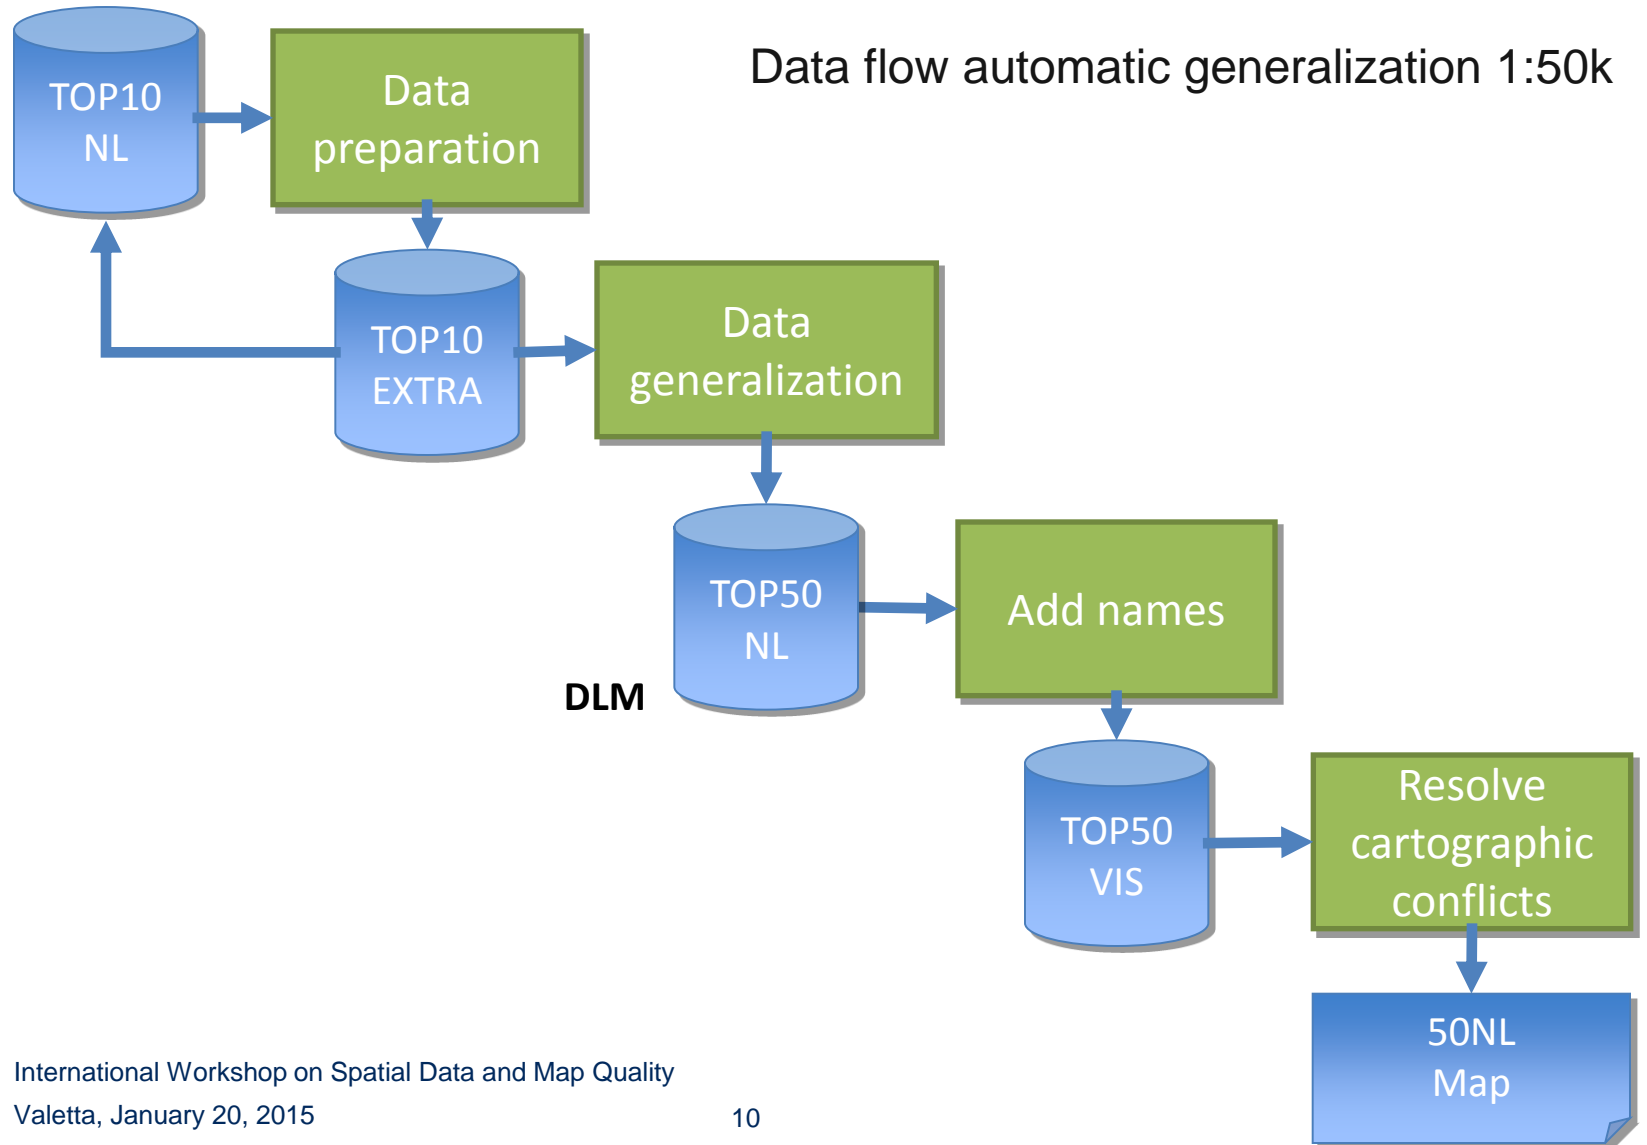 Data flow automatic generalization 1:50k
TOP10
NL
Data
preparation
TOP10
EXTRA
Data
generalization
TOP50
NL
DLM
Add names
TOP50
VIS
Resolve
cartographic
conflicts
50NL
Map
International Workshop on Spatial Data and Map Quality
Valetta, January 20, 2015
10